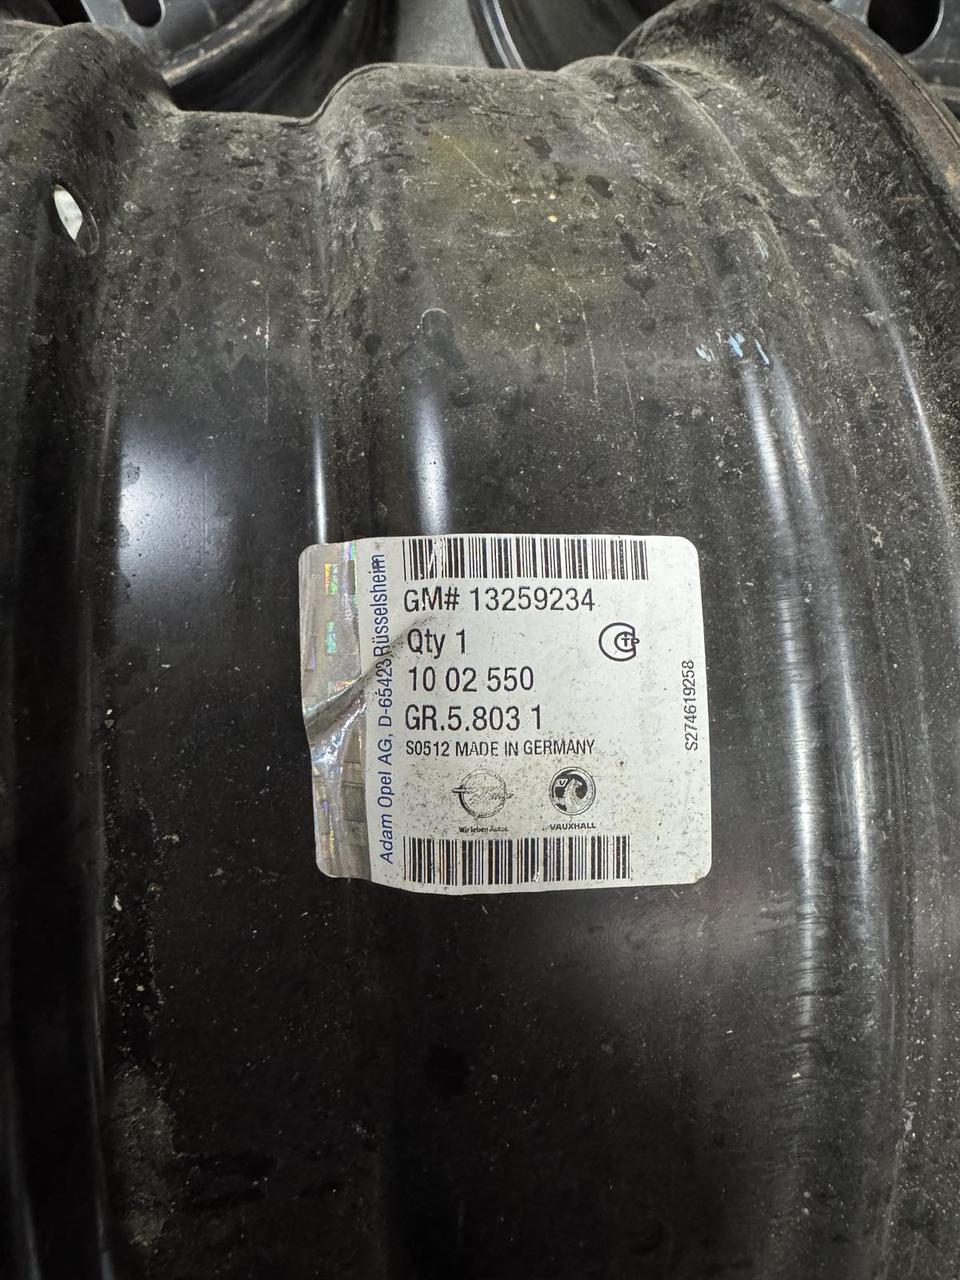 Adam Opel AG, D-65423 Rüsselsheim
GM# 13259234
Qty 1
10 02 550
GR.5.803 1
S0512 MADE IN GERMANY
Wir leben Autos.
VAUXHALL
S274619258